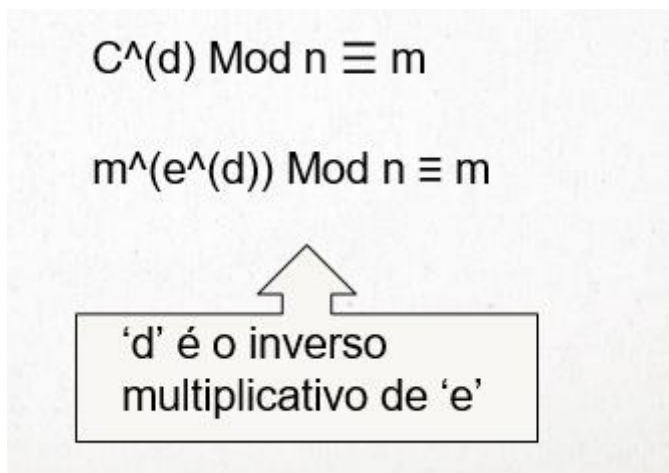 C^(d) Mod n ☰ m
m^(e^(d)) Mod n ≡ m
‘d’ é o inverso
multiplicativo de ‘e’